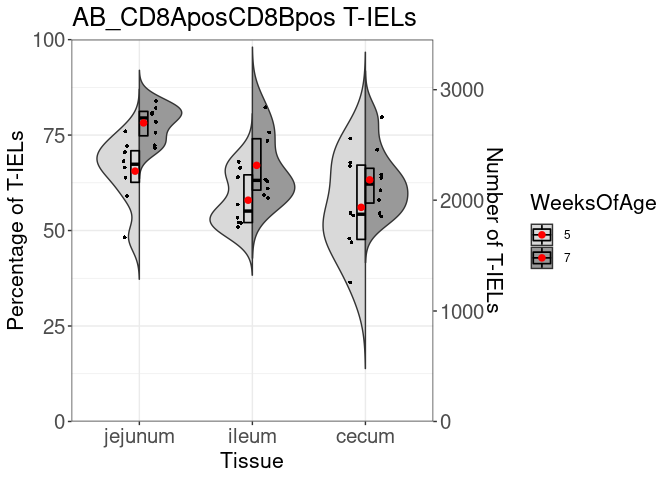 AB_CD8AposCD8Bpos T-IELs
100
75
50
25
0
Percentage of T-IELs
3000
2000
1000
0
Number of T-IELs
jejunum
ileum
cecum
Tissue
WeeksOfAge
5
7